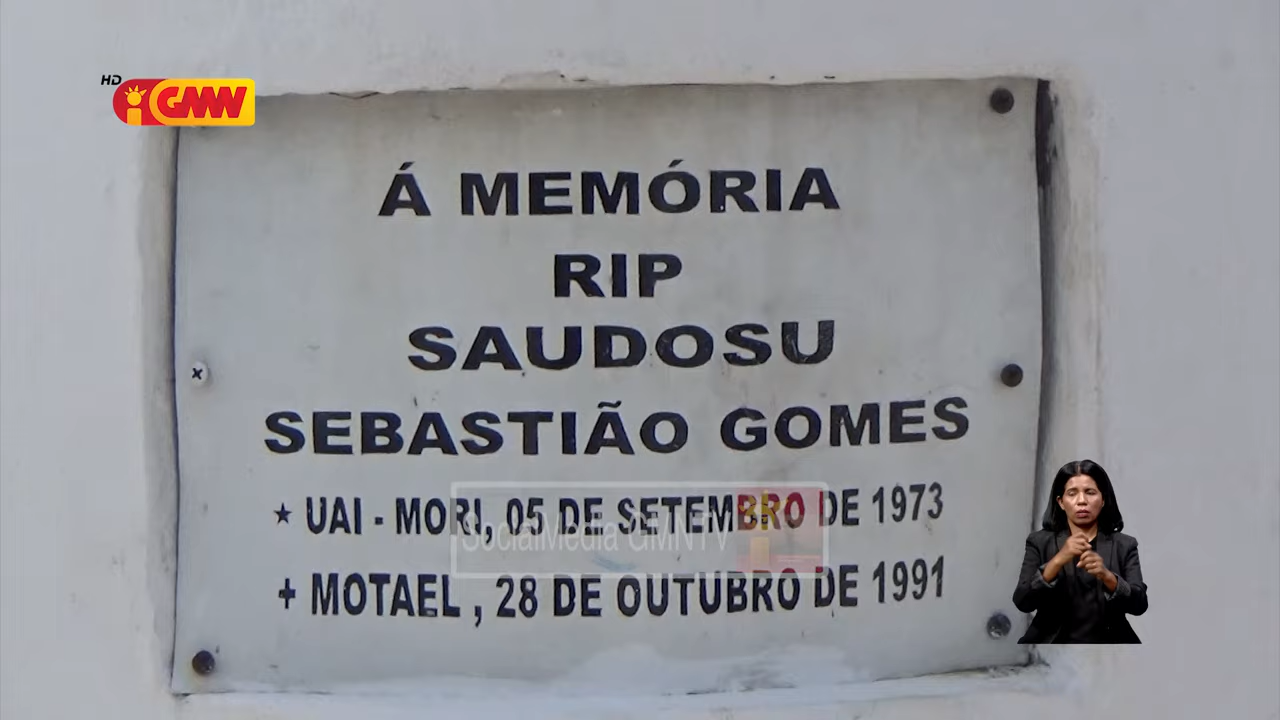 HD
GMN
Á MEMÓRIA
RIP
SAUDOSU
SEBASTIÃO GOMES
★ UAI - MORI, 05 DE SETEMBRO DE 1973
SocialMedia GMNTV
+ MOTAEL , 28 DE OUTUBRO DE 1991